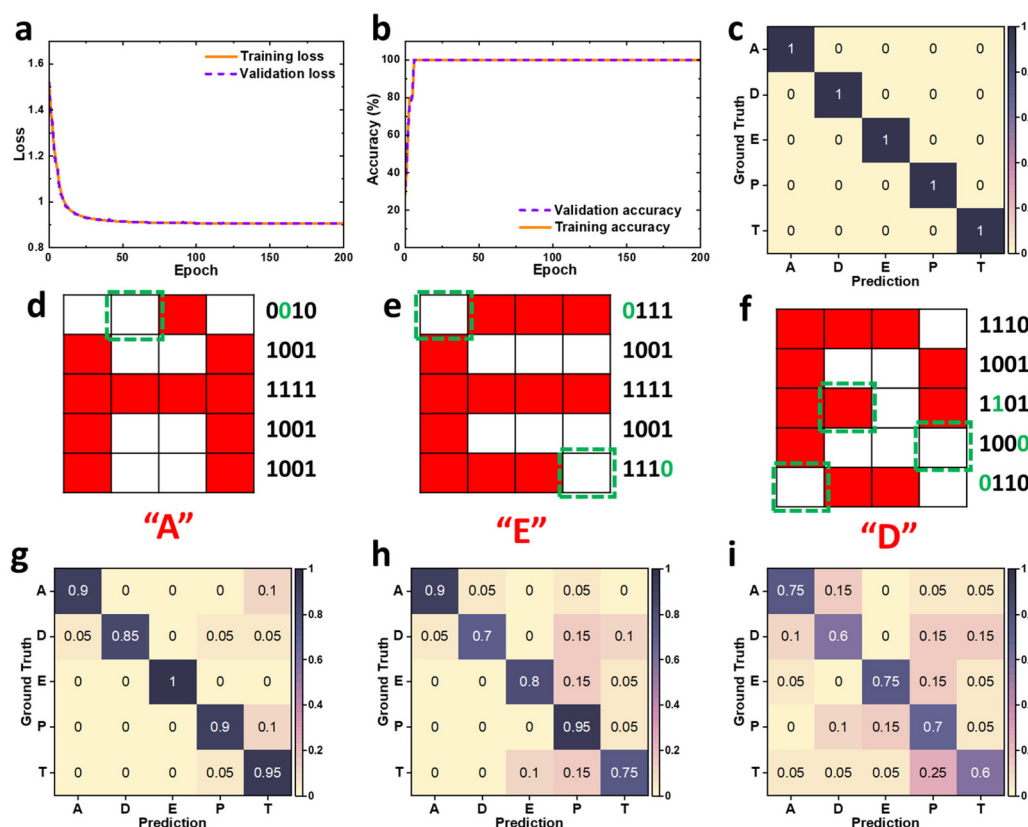 a
Training loss
Validation loss
1.6
1.4
1.2
1
0.8
Loss
0 50 100 150 200
Epoch
b
100
80
60
40
20
0
Accuracy (%)
Validation accuracy
Training accuracy
0 50 100 150 200
Epoch
c
Ground Truth
A 1 0 0 0 0
D 0 1 0 0 0
E 0 0 1 0 0
P 0 0 0 1 0
T 0 0 0 0 1
A D E P T
Prediction
1
0.
0.
0.
0.
0
d
0010
1001
1111
1001
1001
“A”
e
0111
1001
1111
1001
1110
“E”
f
1110
1001
1101
1000
0110
“D”
g
Ground Truth
A 0.9 0 0 0 0.1
D 0.05 0.85 0 0.05 0.05
E 0 0 1 0 0
P 0 0 0 0.9 0.1
T 0 0 0 0.05 0.95
A D E P T
Prediction
1
0.8
0.6
0.4
0.2
0
h
Ground Truth
A 0.9 0.05 0 0.05 0
D 0.05 0.7 0 0.15 0.1
E 0 0 0.8 0.15 0.05
P 0 0 0 0.95 0.05
T 0 0 0.1 0.15 0.75
A D E P T
Prediction
1
0.8
0.6
0.4
0.2
0
i
Ground Truth
A 0.75 0.15 0 0.05 0.05
D 0.1 0.6 0 0.15 0.15
E 0.05 0 0.75 0.15 0.05
P 0 0.1 0.15 0.7 0.05
T 0.05 0.05 0.05 0.25 0.6
A D E P T
Prediction
1
0.
0.
0.
0.
0